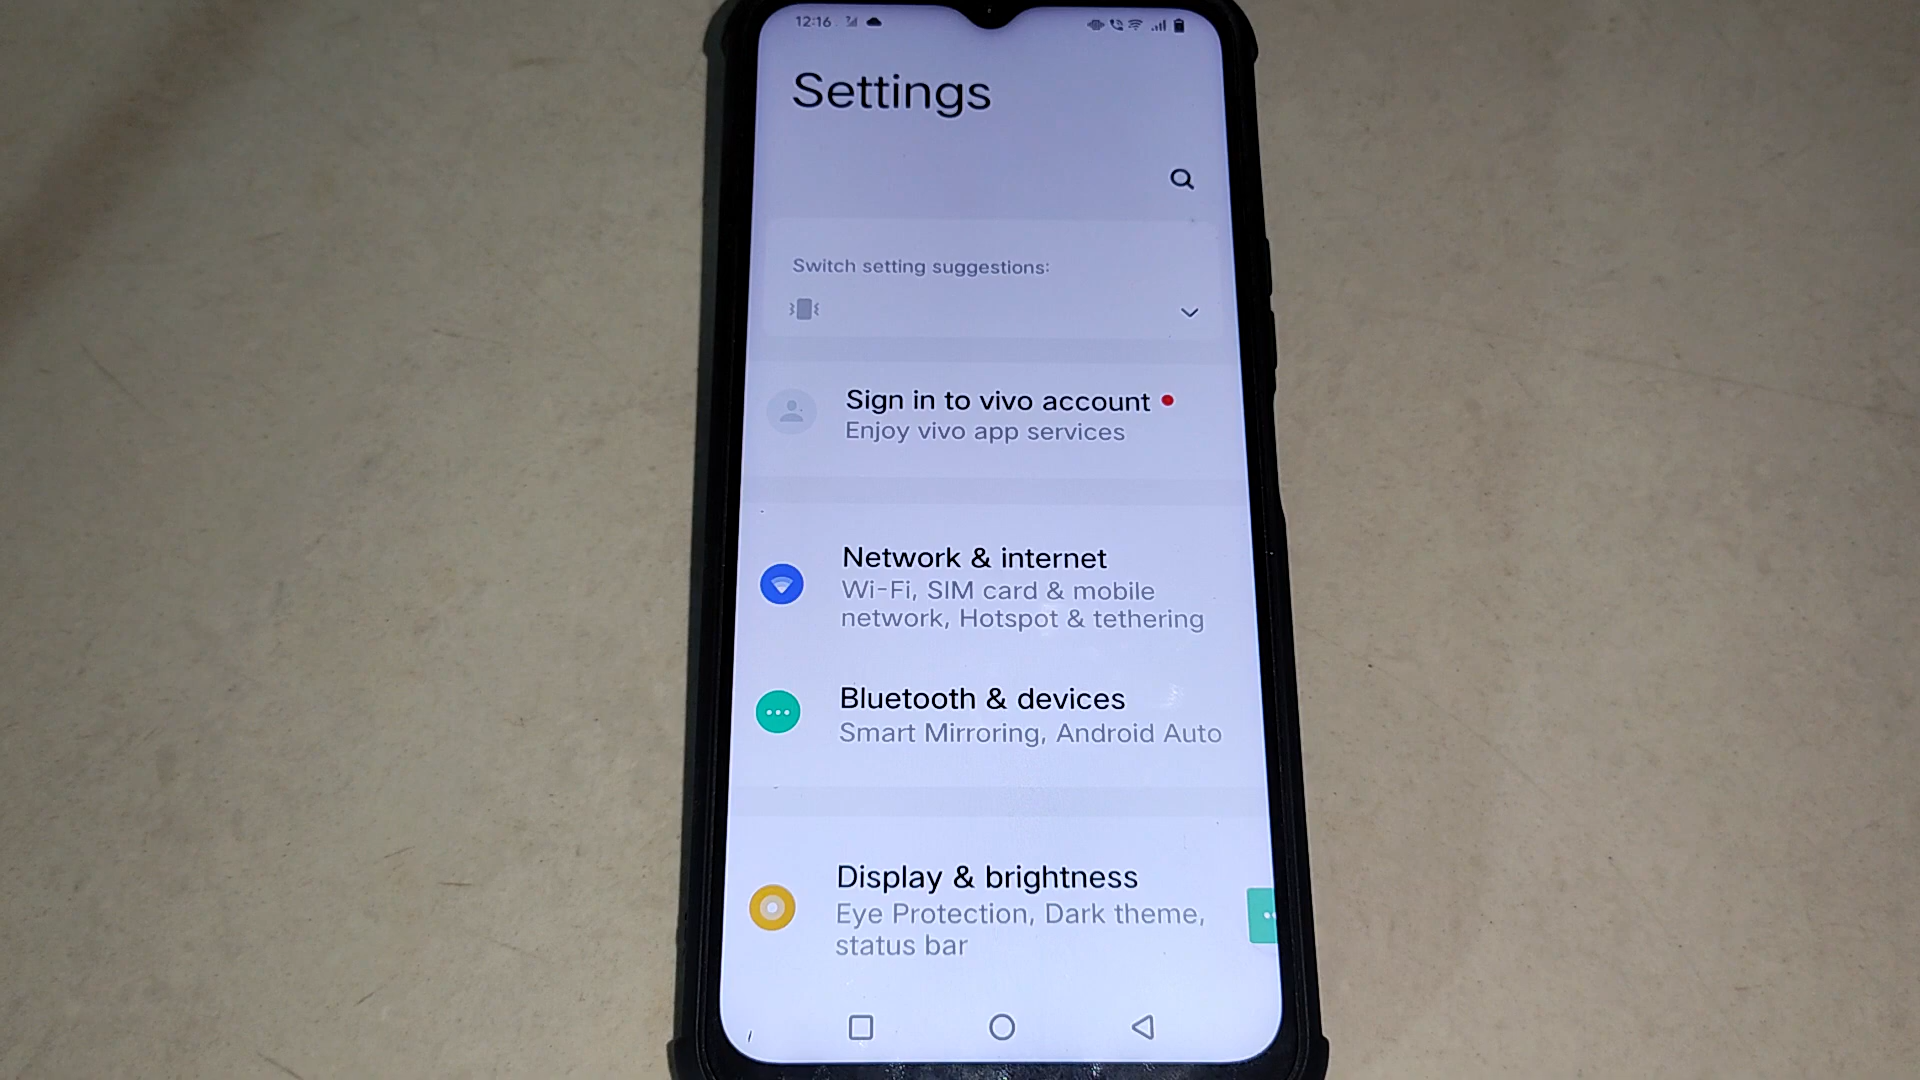 12:16
Settings
Switch setting suggestions:
Sign in to vivo account
Enjoy vivo app services
Network & internet
Wi-Fi, SIM card & mobile
network, Hotspot & tethering
Bluetooth & devices
Smart Mirroring, Android Auto
Display & brightness
Eye Protection, Dark theme,
status bar